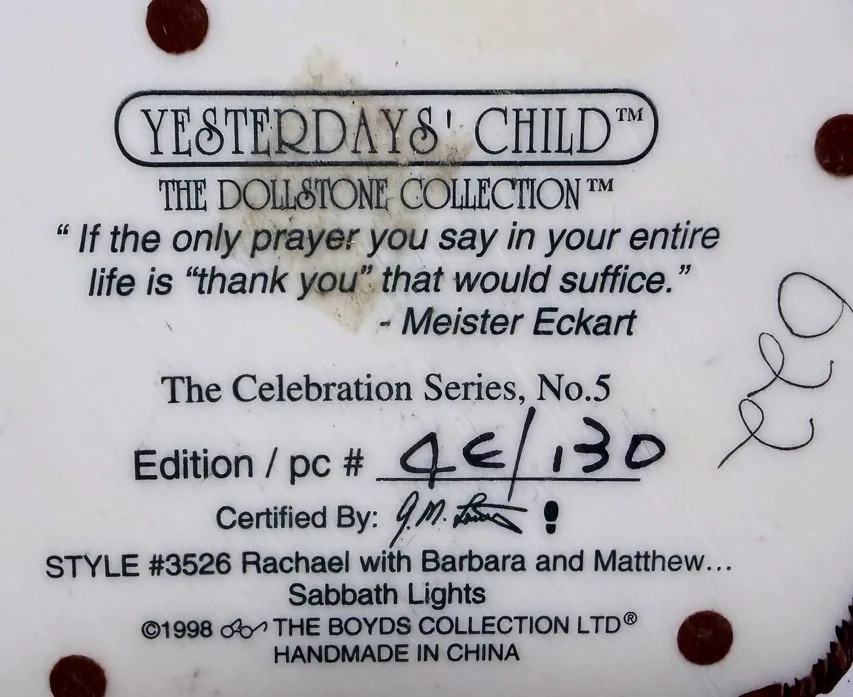 YESTERDAYS' CHILD™
THE DOLLSTONE COLLECTION™
“ If the only prayer you say in your entire
life is “thank you” that would suffice.”
- Meister Eckart
The Celebration Series, No.5
Edition / pc # 4E/130
Certified By:
STYLE #3526 Rachael with Barbara and Matthew...
Sabbath Lights
©1998 THE BOYDS COLLECTION LTD®
HANDMADE IN CHINA